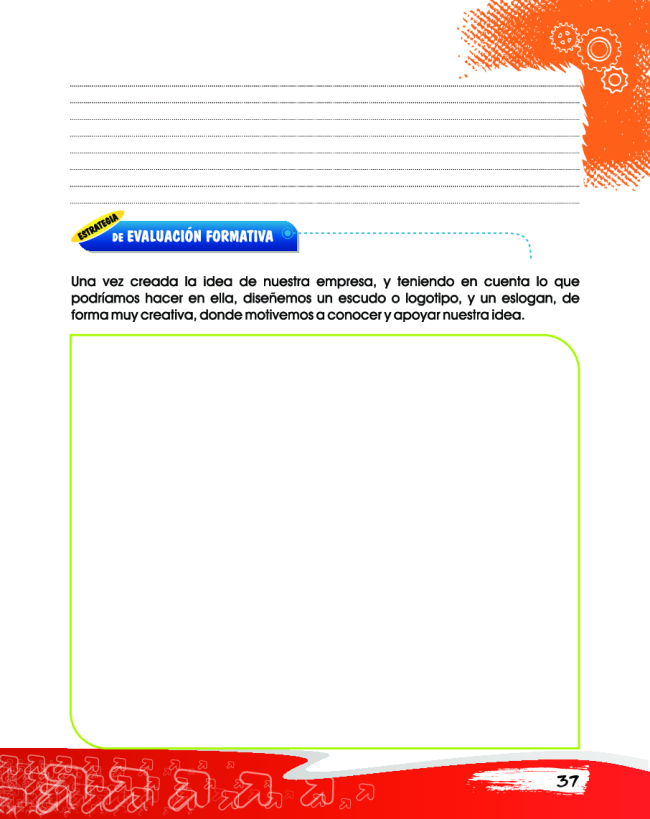 ESTRATEGIA
DE EVALUACIÓN FORMATIVA
Una vez creada la idea de nuestra empresa, y teniendo en cuenta lo que
podríamos hacer en ella, diseñemos un escudo o logotipo, y un eslogan, de
forma muy creativa, donde motivemos a conocer y apoyar nuestra idea.
37